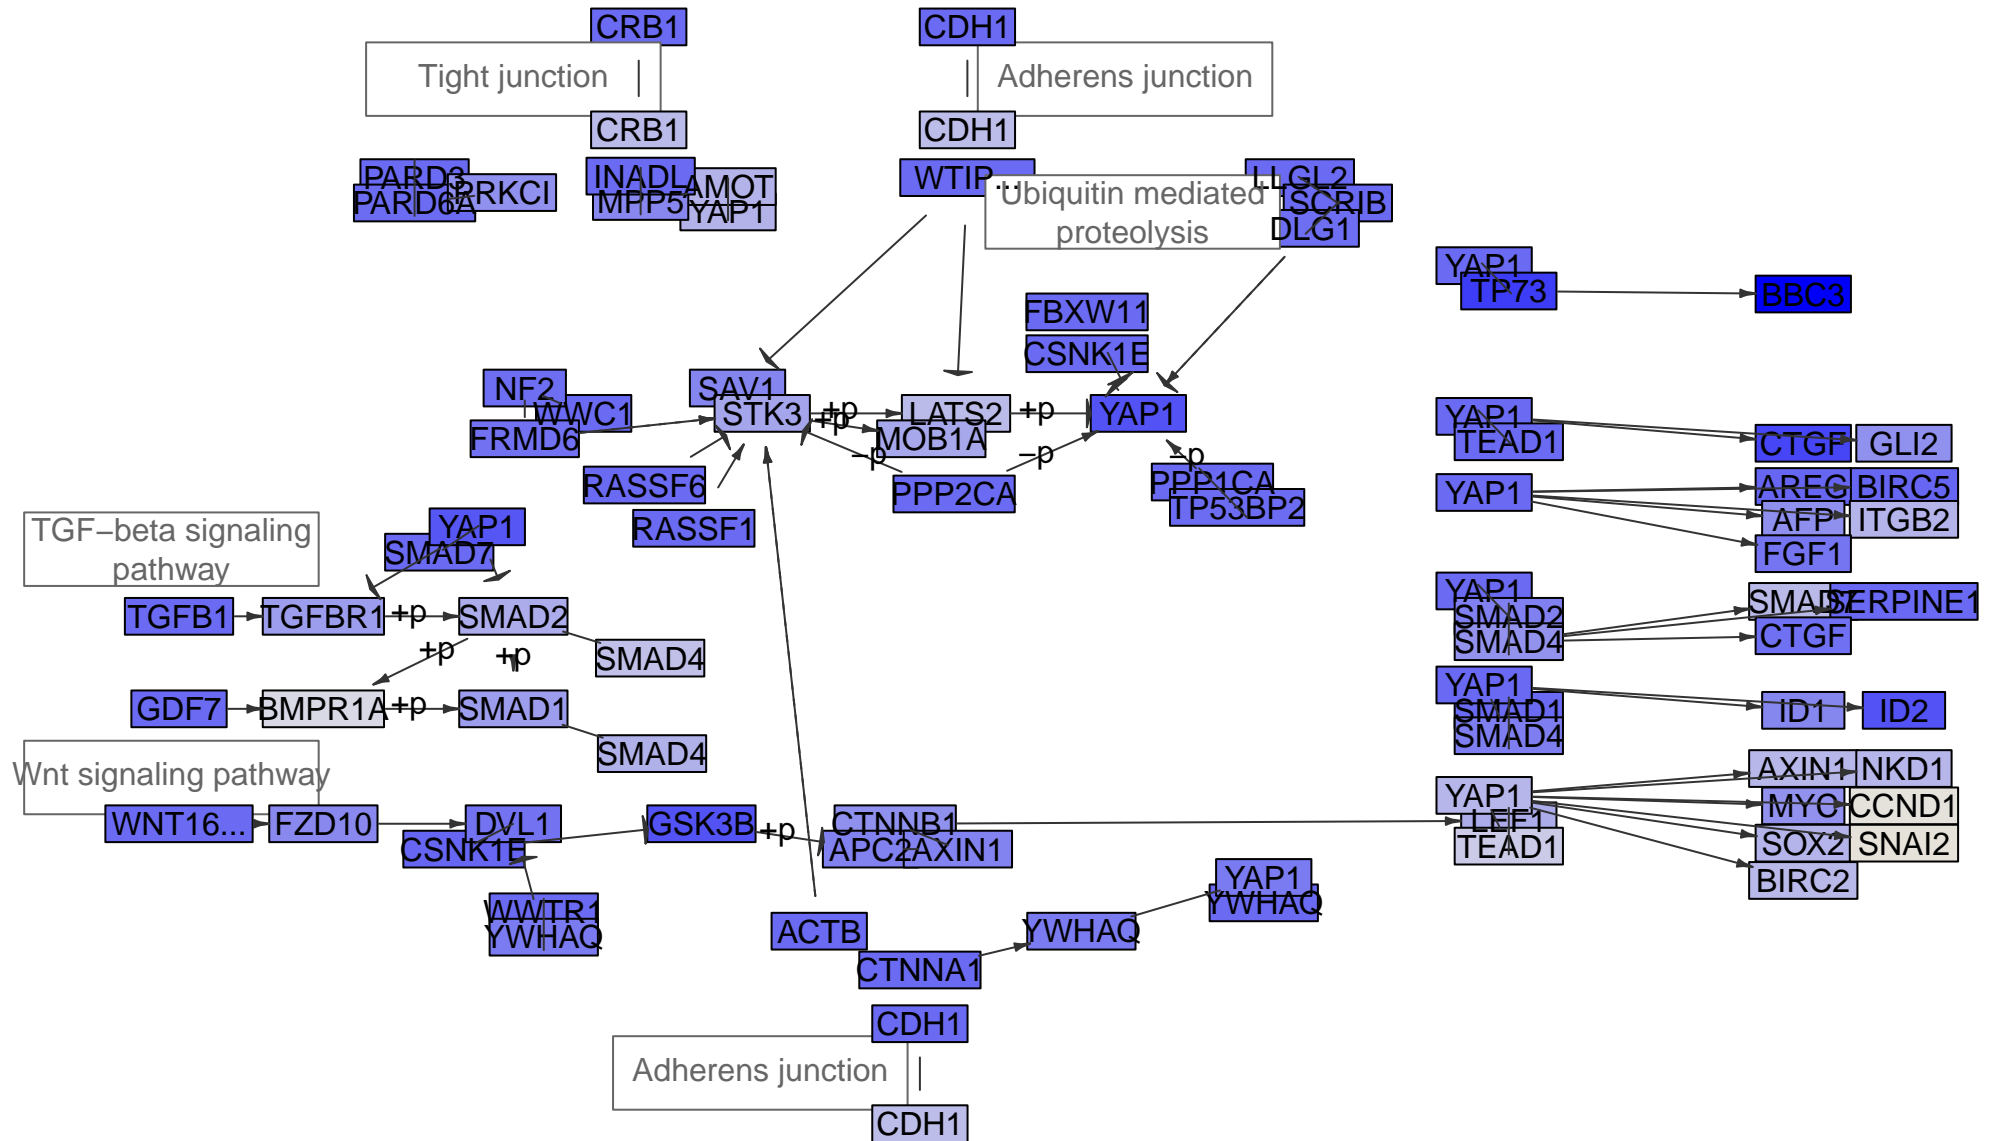 CRB1
CDH1
Tight junction
Adherens junction
CRB1
CDH1
PARD3
PRKCI
PARD6A
INADL
AMOT
MPP5
YAP1
WTIP...
Ubiquitin mediated
proteolysis
LLGL2
SCRIB
DLG1
YAP1
TP73
BBC3
FBXW11
CSNK1E
NF2
WWC1
FRMD6
SAV1
STK3
+p
+p
LATS2
MOB1A
+p
YAP1
−p
−p
−p
RASSF6
RASSF1
PPP2CA
PPP1CA
TP53BP2
YAP1
TEAD1
CTGF
GLI2
YAP1
AREG
BIRC5
AFP
ITGB2
FGF1
TGF−beta signaling
pathway
YAP1
SMAD7
TGFB1
TGFBR1
+p
SMAD2
+p
+p
SMAD4
YAP1
SMAD2
SMAD4
SMAD7
SERPINE1
CTGF
GDF7
BMPR1A
+p
SMAD1
SMAD4
YAP1
SMAD1
SMAD4
ID1
ID2
Wnt signaling pathway
WNT16...
FZD10
DVL1
CSNK1E
GSK3B
+p
CTNNB1
APC2
AXIN1
YAP1
LEF1
TEAD1
AXIN1
NKD1
MYC
CCND1
SOX2
SNAI2
BIRC2
WWTR1
YWHAQ
ACTB
CTNNA1
YWHAQ
YAP1
YWHAQ
CDH1
Adherens junction
CDH1